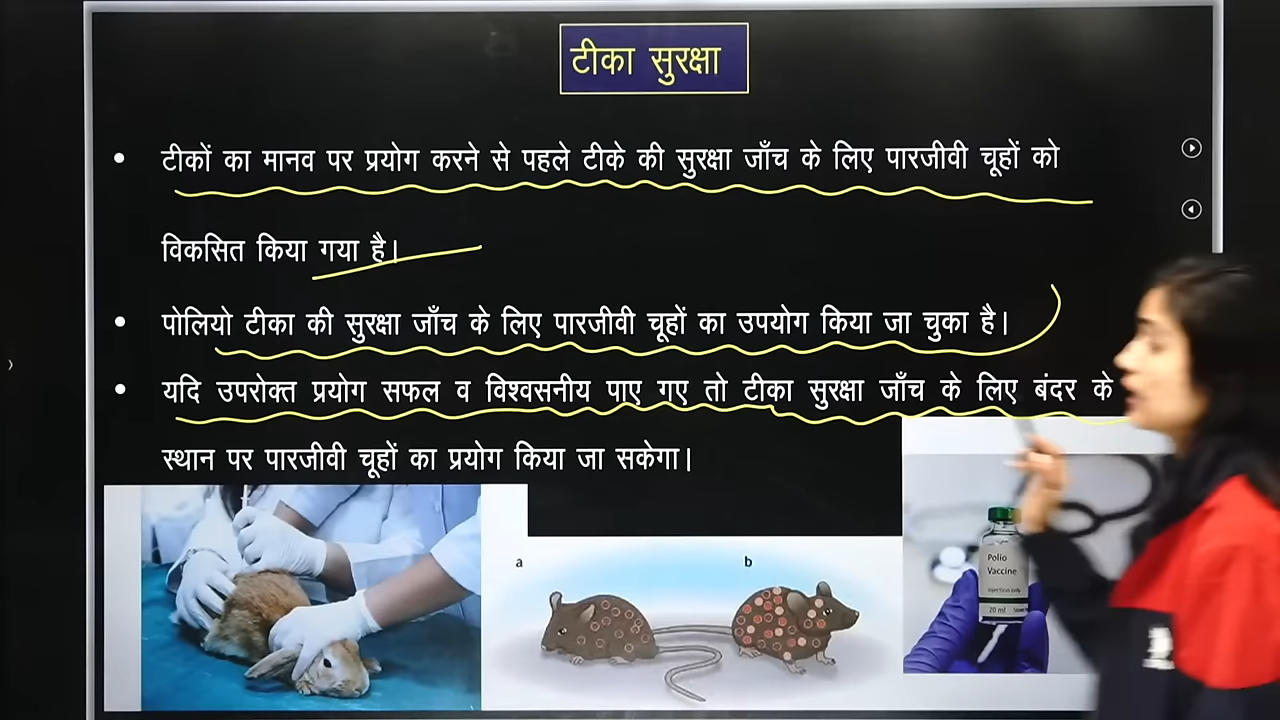 टीका सुरक्षा
• टीकों का मानव पर प्रयोग करने से पहले टीके की सुरक्षा जाँच के लिए पारजीवी चूहों को
विकसित किया गया है।
• पोलियो टीका की सुरक्षा जाँच के लिए पारजीवी चूहों का उपयोग किया जा चुका है।
• यदि उपरोक्त प्रयोग सफल व विश्वसनीय पाए गए तो टीका सुरक्षा जाँच के लिए बंदर के
स्थान पर पारजीवी चूहों का प्रयोग किया जा सकेगा।
a
b
Polio
Vaccine
20 ml